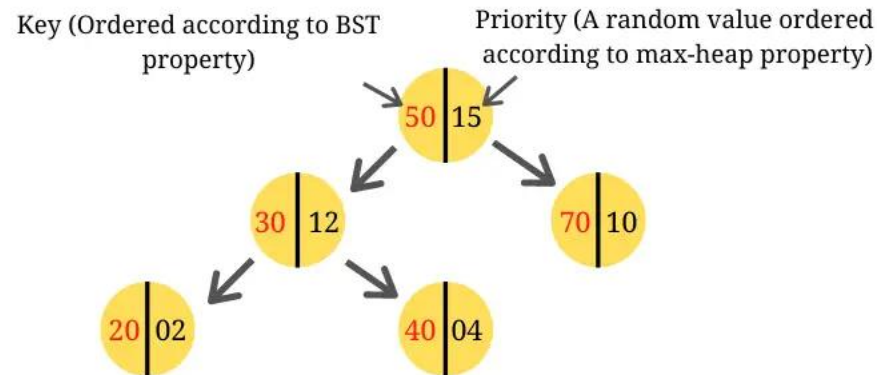 Key (Ordered according to BST
property)
Priority (A random value ordered
according to max-heap property)
50 15
30 12
70 10
20 02
40 04